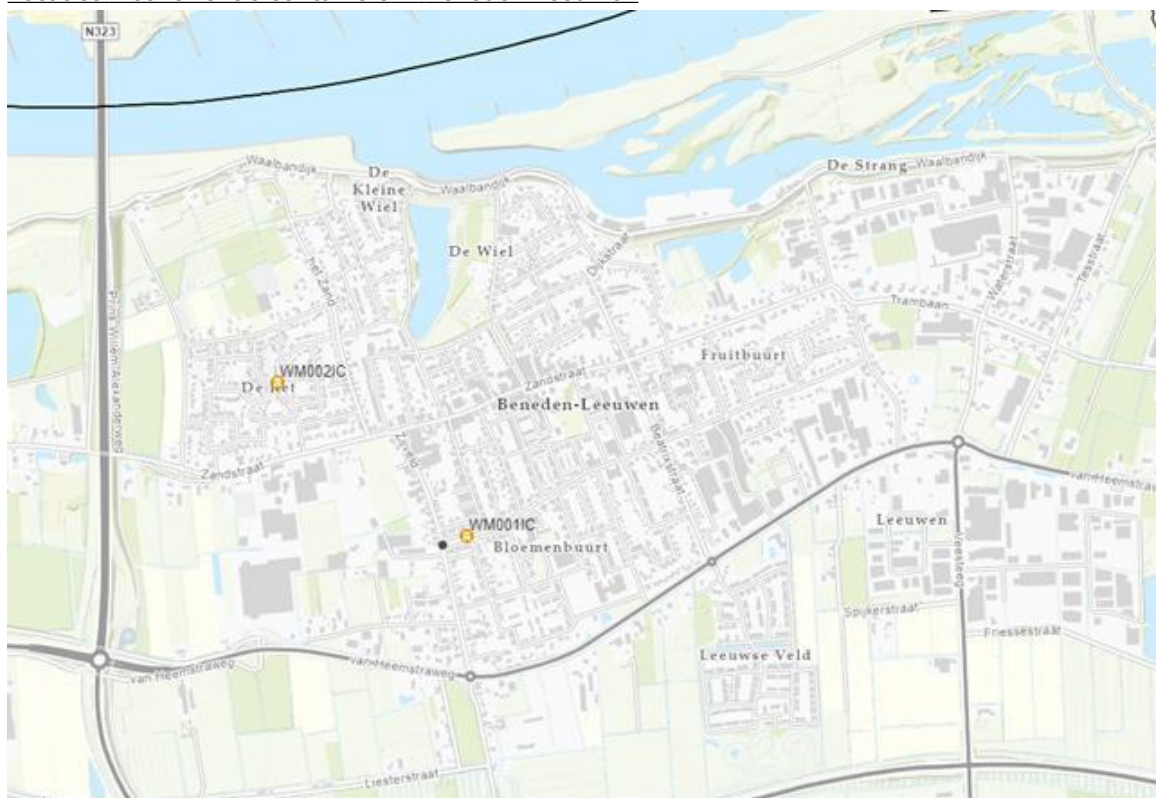 N323
Waalbandijk
De
Kleine
Wiel
Waalbandijk
De Strang
Waalbandijk
De Wiel
Dijkstraat
het Zand
Waterstraat
Tesstraat
Prins Willem-Alexanderweg
Trambaan
Fruitbuurt
WM002IC
Zandstraat
Beneden-Leeuwen
Zandstraat
Zijveld
Beatrixstraat
WM001IC
Bloemenbuurt
van Heemstraweg
Leeuwen
Veesteeg
Spijkerstraat
Friessestraat
Leeuwse Veld
van Heemstraweg
van Heemstraweg
Liesterstraat